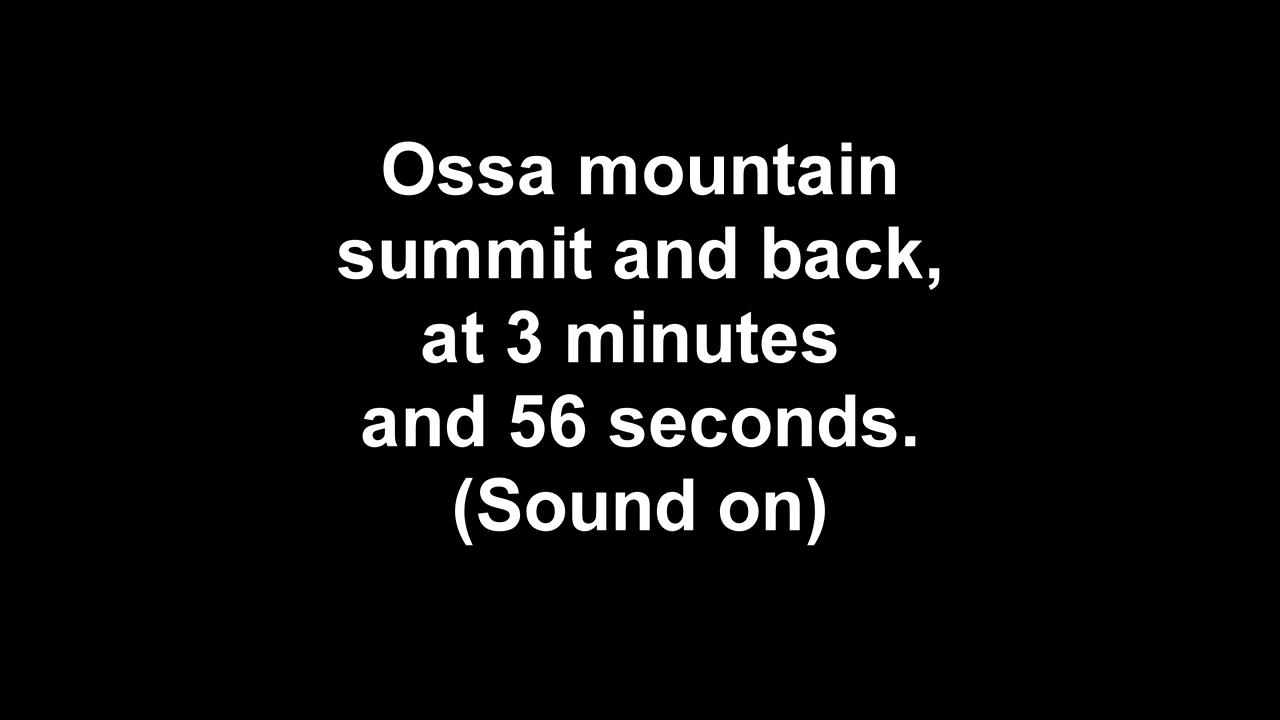 Ossa mountain
summit and back,
at 3 minutes
and 56 seconds.
(Sound on)